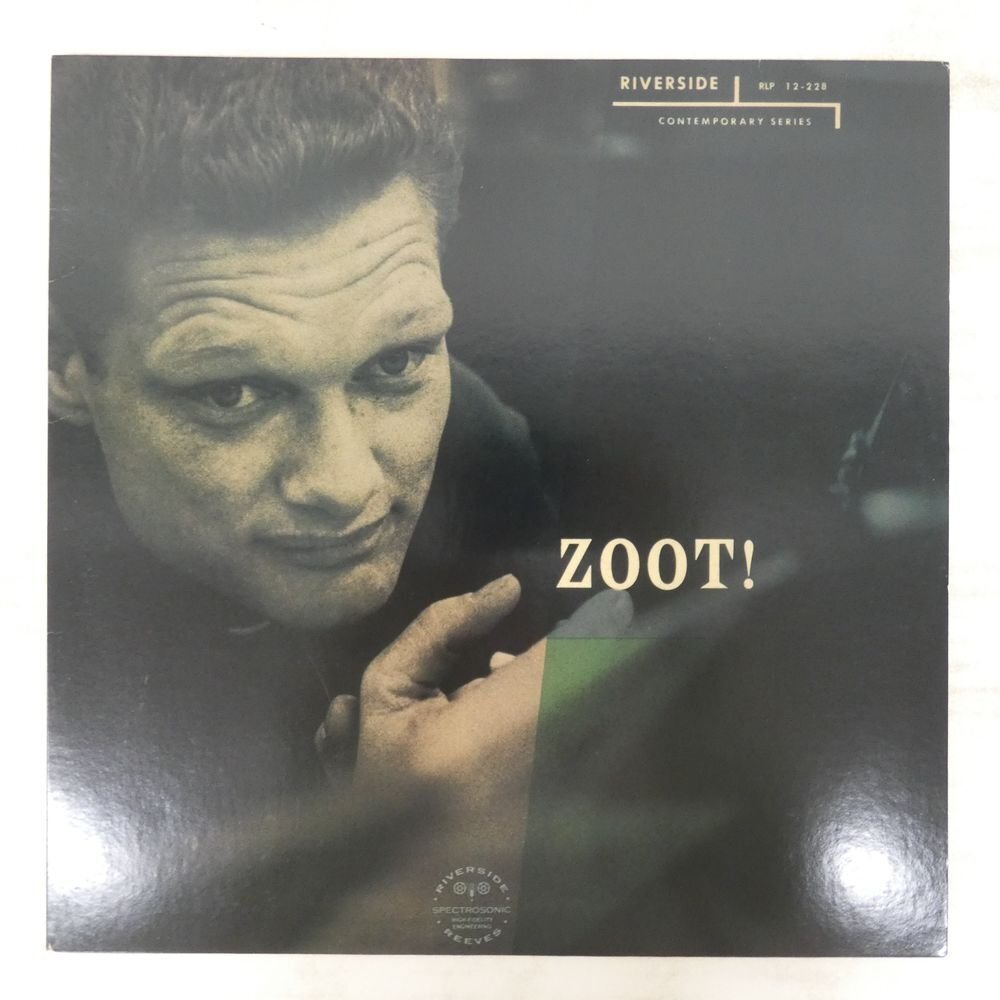 RIVERSIDE RLP 12-228
CONTEMPORARY SERIES
ZOOT!
RIVERSIDE
SPECTROSONIC
HIGH-FIDELITY
ENGINEERING
REEVES